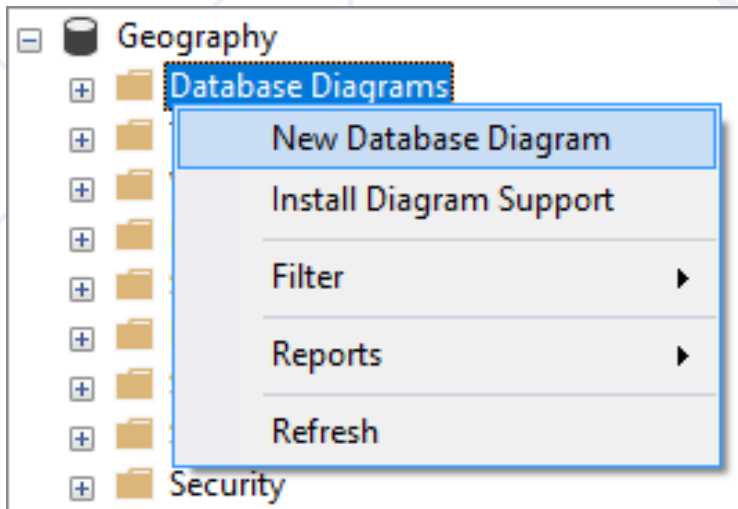 Geography
Database Diagrams
New Database Diagram
Install Diagram Support
Filter
Reports
Refresh
Security